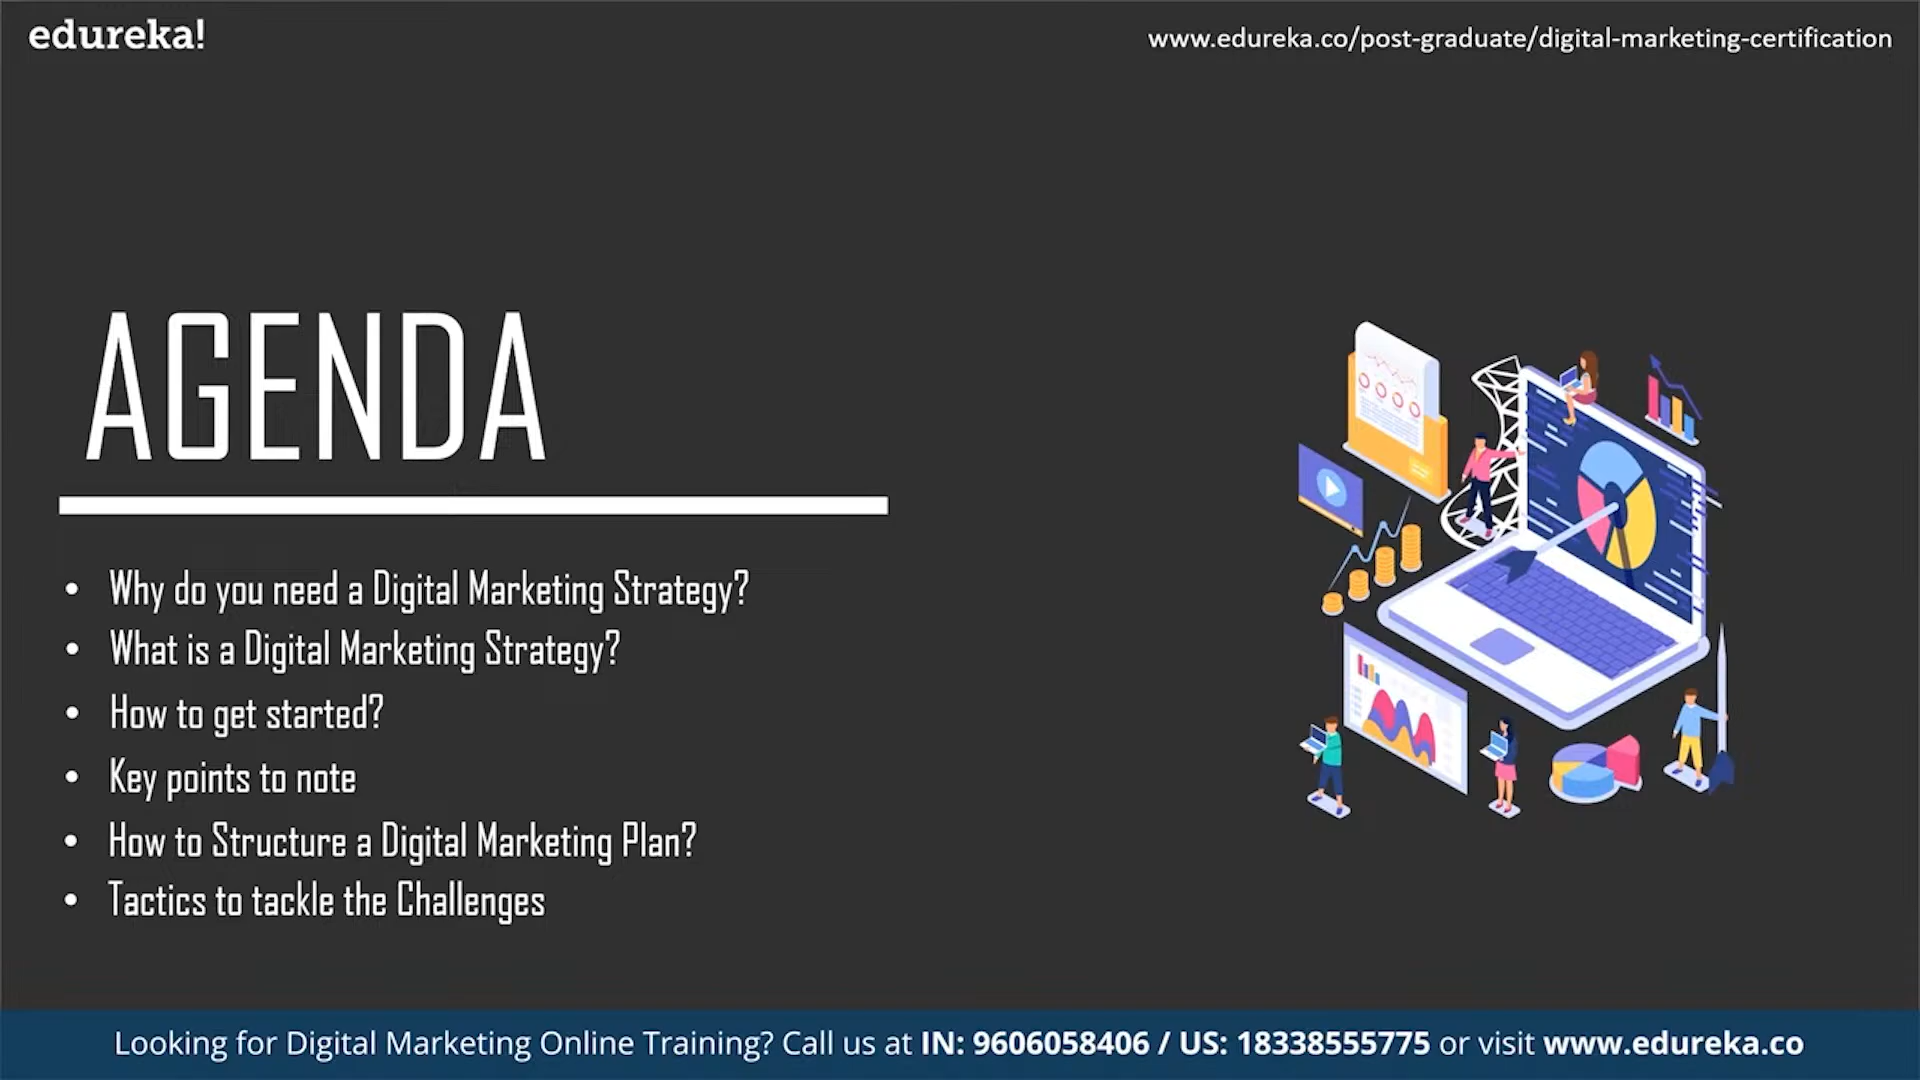 edureka!
www.edureka.co/post-graduate/digital-marketing-certification
AGENDA
• Why do you need a Digital Marketing Strategy?
• What is a Digital Marketing Strategy?
• How to get started?
• Key points to note
• How to Structure a Digital Marketing Plan?
• Tactics to tackle the Challenges
Looking for Digital Marketing Online Training? Call us at IN: 9606058406 / US: 18338555775 or visit www.edureka.co